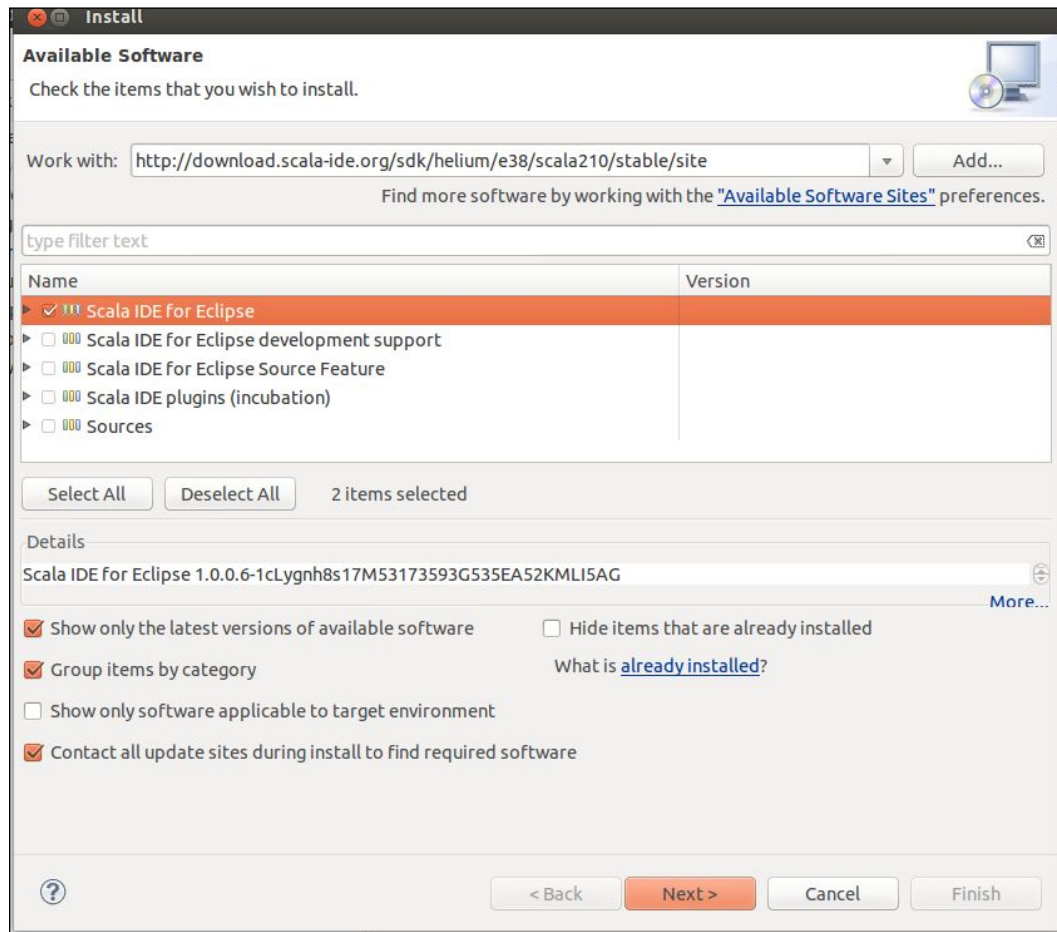 Install
Available Software
Check the items that you wish to install.
Work with: http://download.scala-ide.org/sdk/helium/e38/scala210/stable/site Add...
Find more software by working with the "Available Software Sites" preferences.
type filter text
Name Version
Scala IDE for Eclipse
Scala IDE for Eclipse development support
Scala IDE for Eclipse Source Feature
Scala IDE plugins (incubation)
Sources
Select All Deselect All 2 items selected
Details
Scala IDE for Eclipse 1.0.0.6-1cLygnh8s17M53173593G535EA52KMLI5AG
More...
Show only the latest versions of available software Hide items that are already installed
Group items by category What is already installed?
Show only software applicable to target environment
Contact all update sites during install to find required software
< Back Next > Cancel Finish